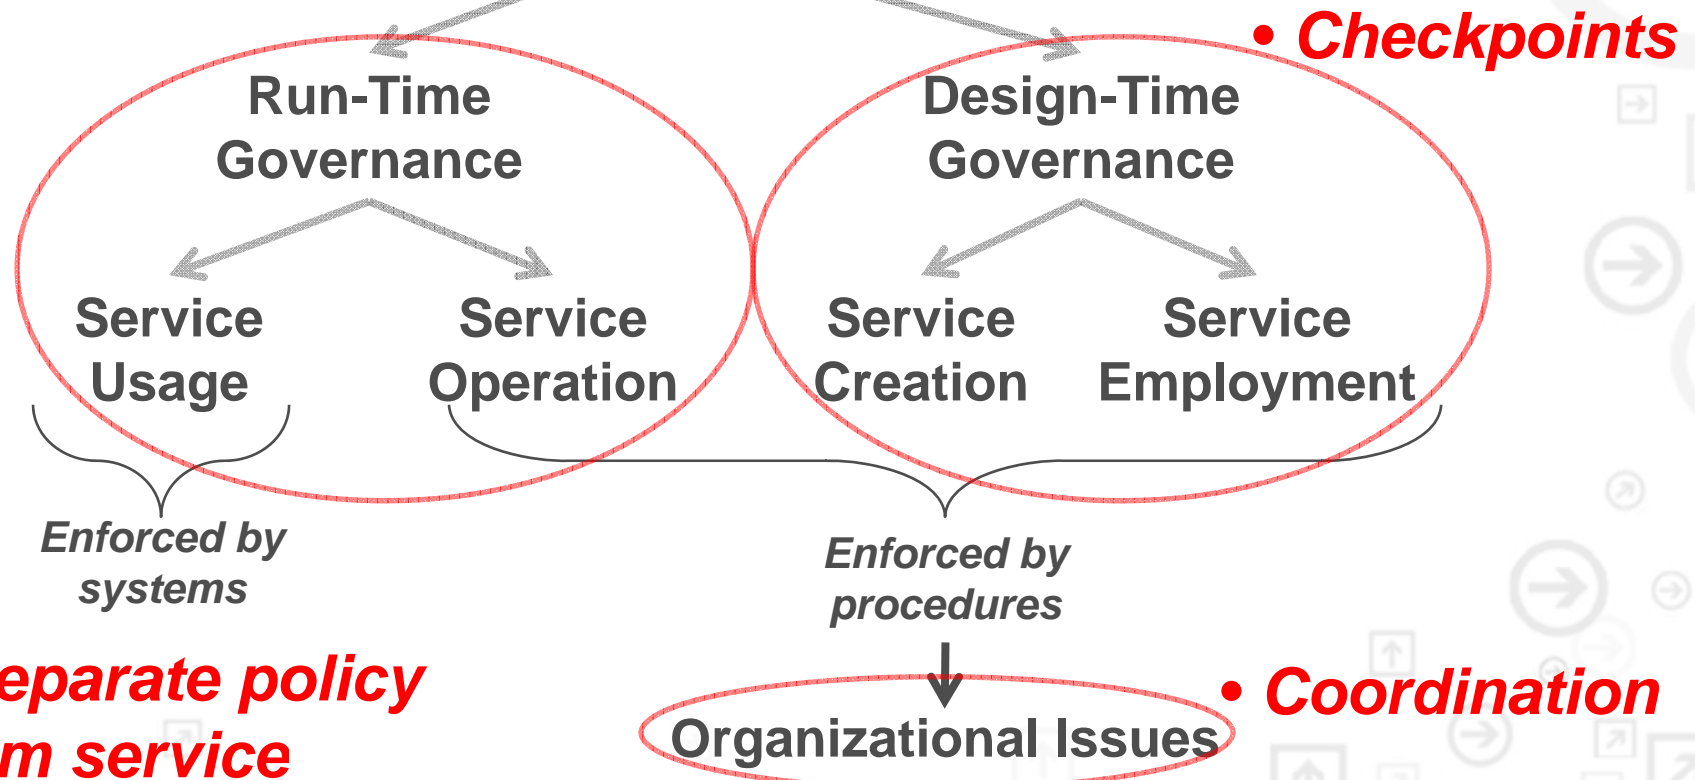 • Checkpoints
Run-Time
Governance
Design-Time
Governance
Service
Usage
Service
Operation
Service
Creation
Service
Employment
Enforced by
systems
Enforced by
procedures
eparate policy
m service
Organizational Issues
• Coordination